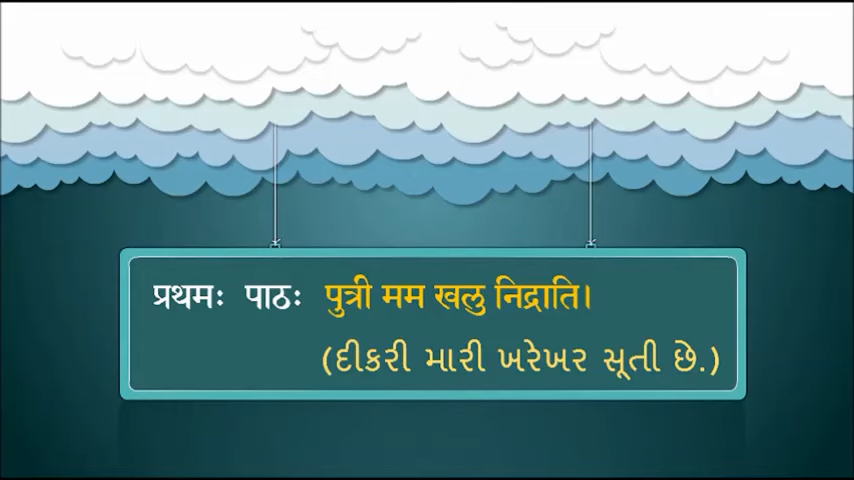 प्रथमः पाठः पुत्री मम खलु निद्राति।
(દીકરી મારી ખરેખર સૂતી છે.)